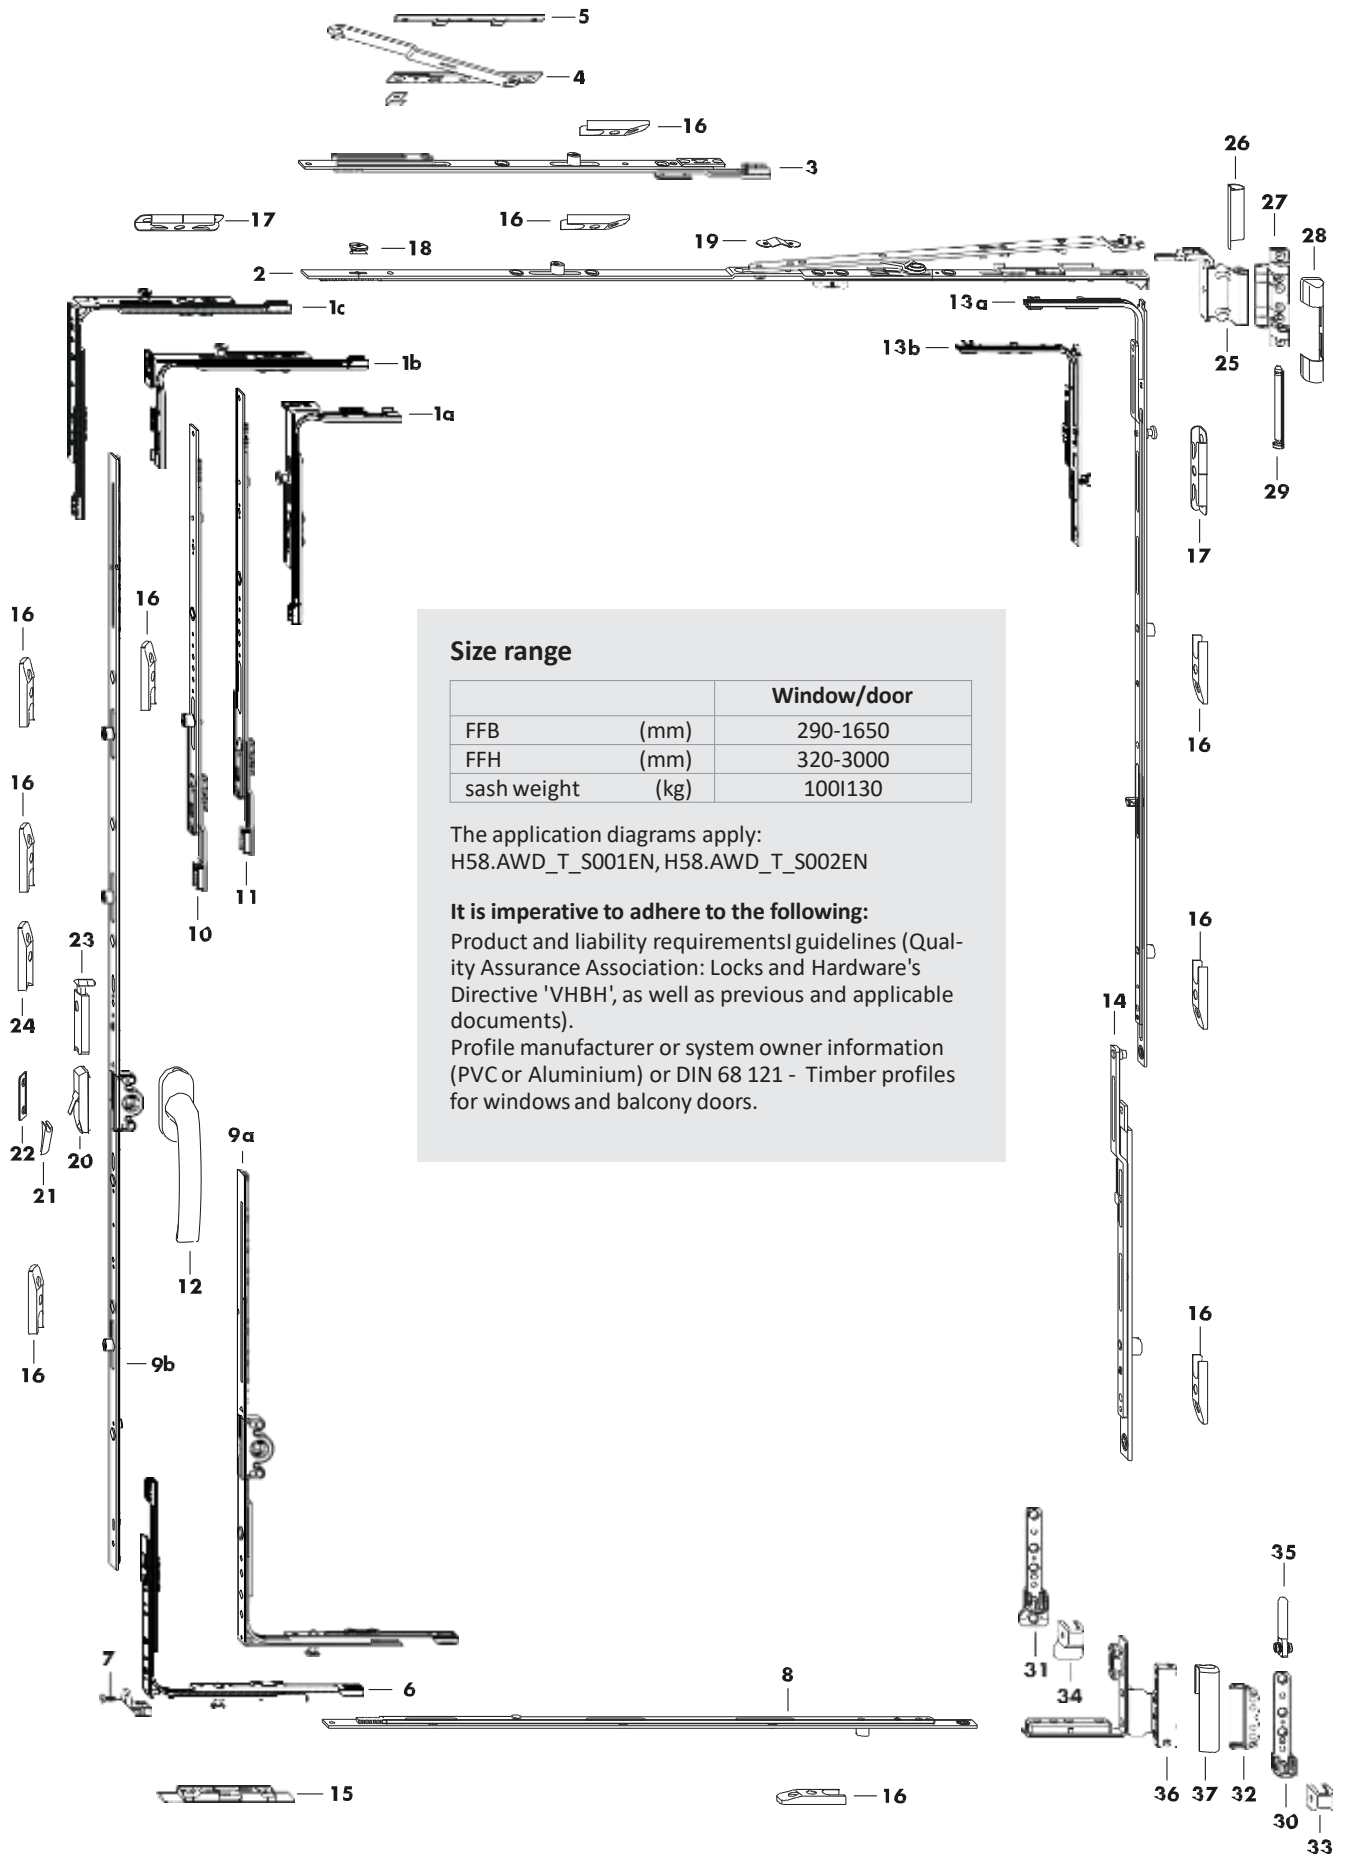 5
4
16
3
26
27
28
17
16
18
19
2
1c
13a
1b
13b
25
1a
29
17
16
16
16
Size range
Window/door
FFB (mm) 290-1650
FFH (mm) 320-3000
sash weight (kg) 100I130
The application diagrams apply:
H58.AWD_T_S001EN, H58.AWD_T_S002EN
It is imperative to adhere to the following:
Product and liability requirementsI guidelines (Qual-
ity Assurance Association: Locks and Hardware's
Directive 'VHBH', as well as previous and applicable
documents).
Profile manufacturer or system owner information
(PVC or Aluminium) or DIN 68 121 - Timber profiles
for windows and balcony doors.
16
11
10
23
16
24
14
9a
22
20
21
12
16
16
9b
35
7
31
6
8
34
15
16
36
37
32
30
33